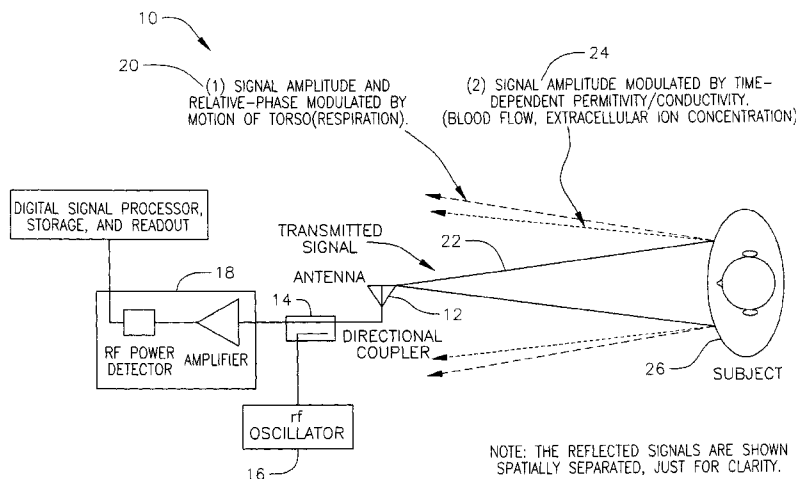 10
20
(1) SIGNAL AMPLITUDE AND
RELATIVE-PHASE MODULATED BY
MOTION OF TORSO(RESPIRATION).
24
(2) SIGNAL AMPLITUDE MODULATED BY TIME-
DEPENDENT PERMITIVITY/CONDUCTIVITY.
(BLOOD FLOW, EXTRACELLULAR ION CONCENTRATION)
DIGITAL SIGNAL PROCESSOR,
STORAGE, AND READOUT
TRANSMITTED
SIGNAL
22
18
ANTENNA
14
12
DIRECTIONAL
COUPLER
RF POWER
DETECTOR
AMPLIFIER
26
SUBJECT
rf
OSCILLATOR
16
NOTE: THE REFLECTED SIGNALS ARE SHOWN
SPATIALLY SEPARATED, JUST FOR CLARITY.